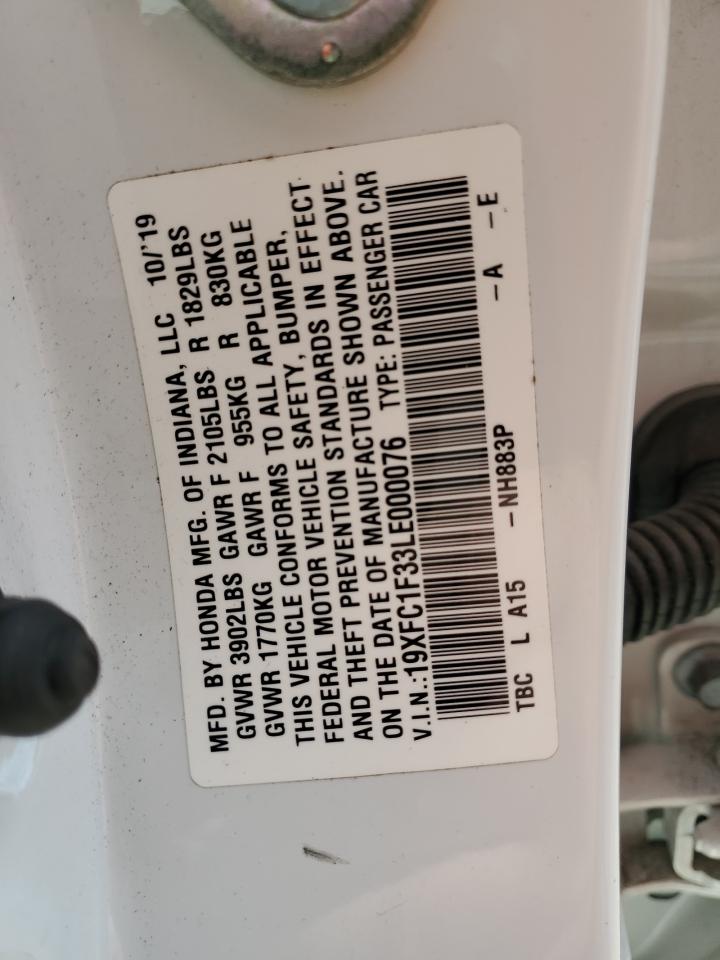 MFD. BY HONDA MFG. OF INDIANA, LLC 10/'19
GVWR 3902LBS GAWR F 2105LBS R 1829LBS
GVWR 1770KG GAWR F 955KG R 830KG
THIS VEHICLE CONFORMS TO ALL APPLICABLE
FEDERAL MOTOR VEHICLE SAFETY, BUMPER,
AND THEFT PREVENTION STANDARDS IN EFFECT
ON THE DATE OF MANUFACTURE SHOWN ABOVE.
V.I.N.:19XFC1F33LE000076 TYPE: PASSENGER CAR
TBC L A15 -NH883P -A -E